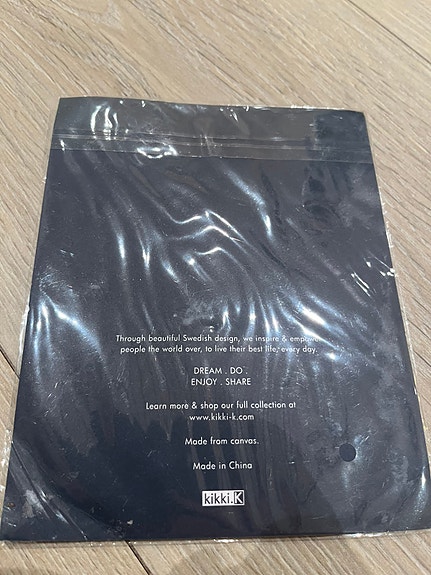 Through beautiful Swedish design, we inspire & empower
people the world over, to live their best life, every day.
DREAM . DO .
ENJOY . SHARE
Learn more & shop our full collection at
www.kikki-k.com
Made from canvas.
Made in China
kikki.K